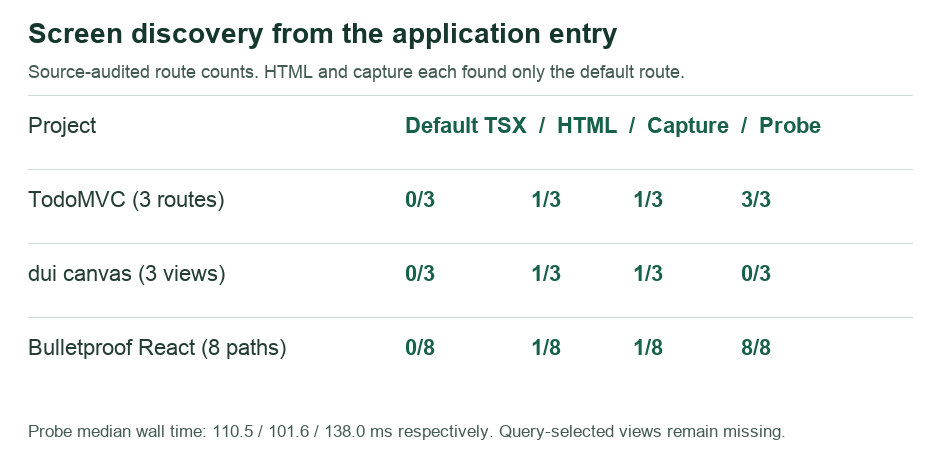 Screen discovery from the application entry
Source-audited route counts. HTML and capture each found only the default route.
Project Default TSX / HTML / Capture / Probe
TodoMVC (3 routes) 0/3 1/3 1/3 3/3
dui canvas (3 views) 0/3 1/3 1/3 0/3
Bulletproof React (8 paths) 0/8 1/8 1/8 8/8
Probe median wall time: 110.5 / 101.6 / 138.0 ms respectively. Query-selected views remain missing.